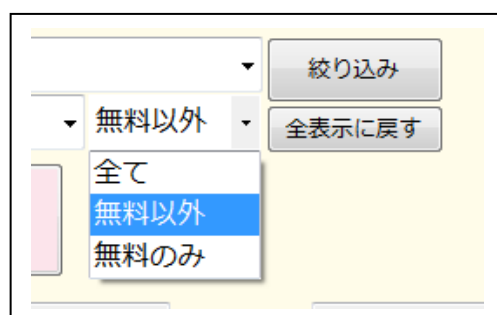 絞り込み
無料以外
全表示に戻す
全て
無料以外
無料のみ